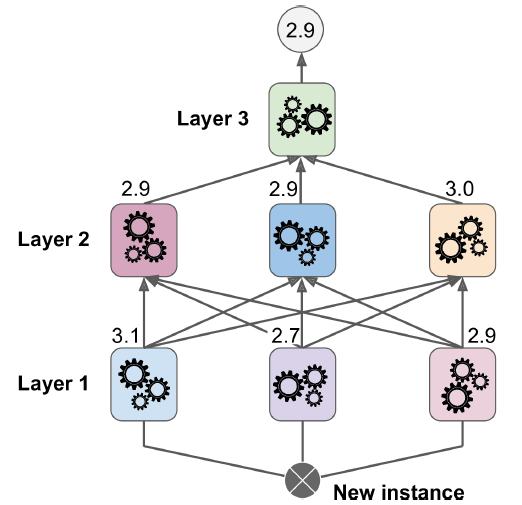 2.9
Layer 3
2.9 2.9 3.0
Layer 2
3.1 2.7 2.9
Layer 1
New instance